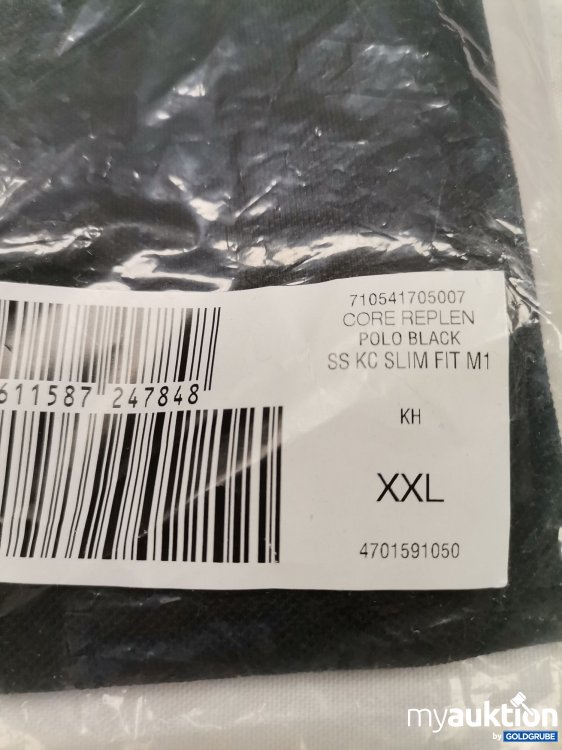 710541705007
CORE REPLEN
POLO BLACK
SS KC SLIM FIT M1
611587 247848
KH
XXL
4701591050
myauktion
by GOLDGRUBE